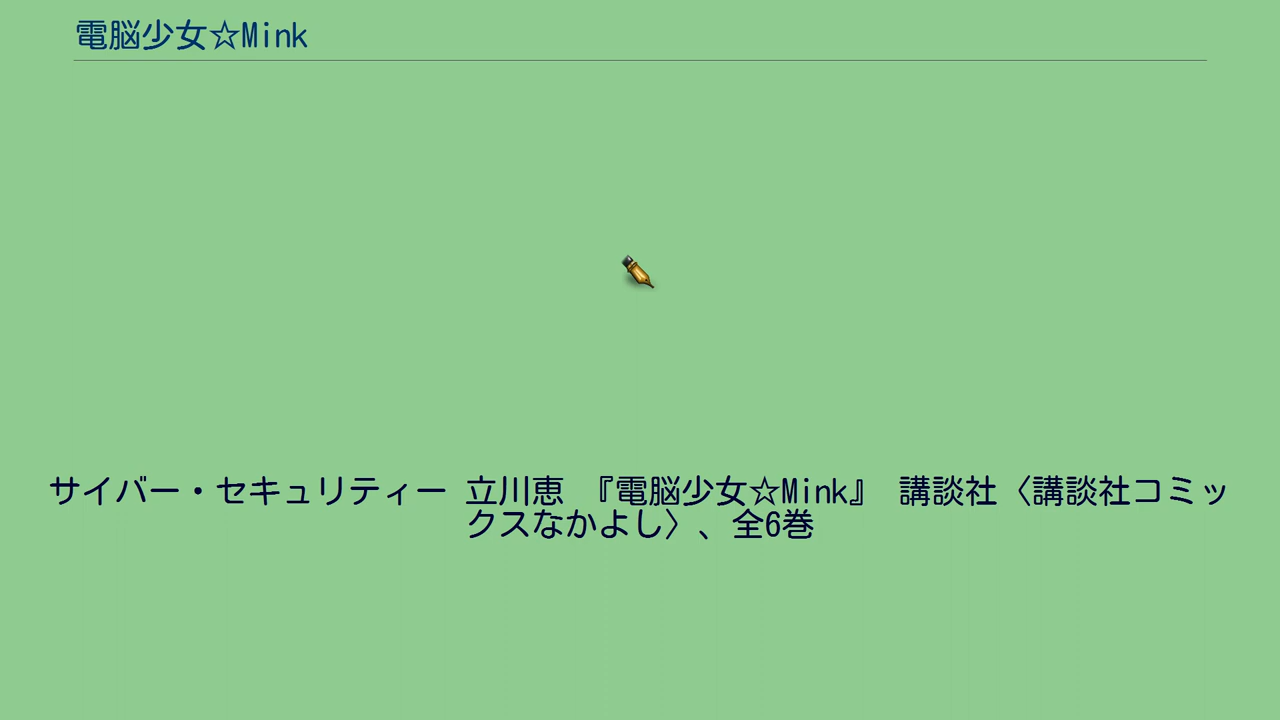 電脳少女☆Mink
サイバー・セキュリティー 立川恵 『電脳少女☆Mink』 講談社〈講談社コミッ
クスなかよし〉、全6巻